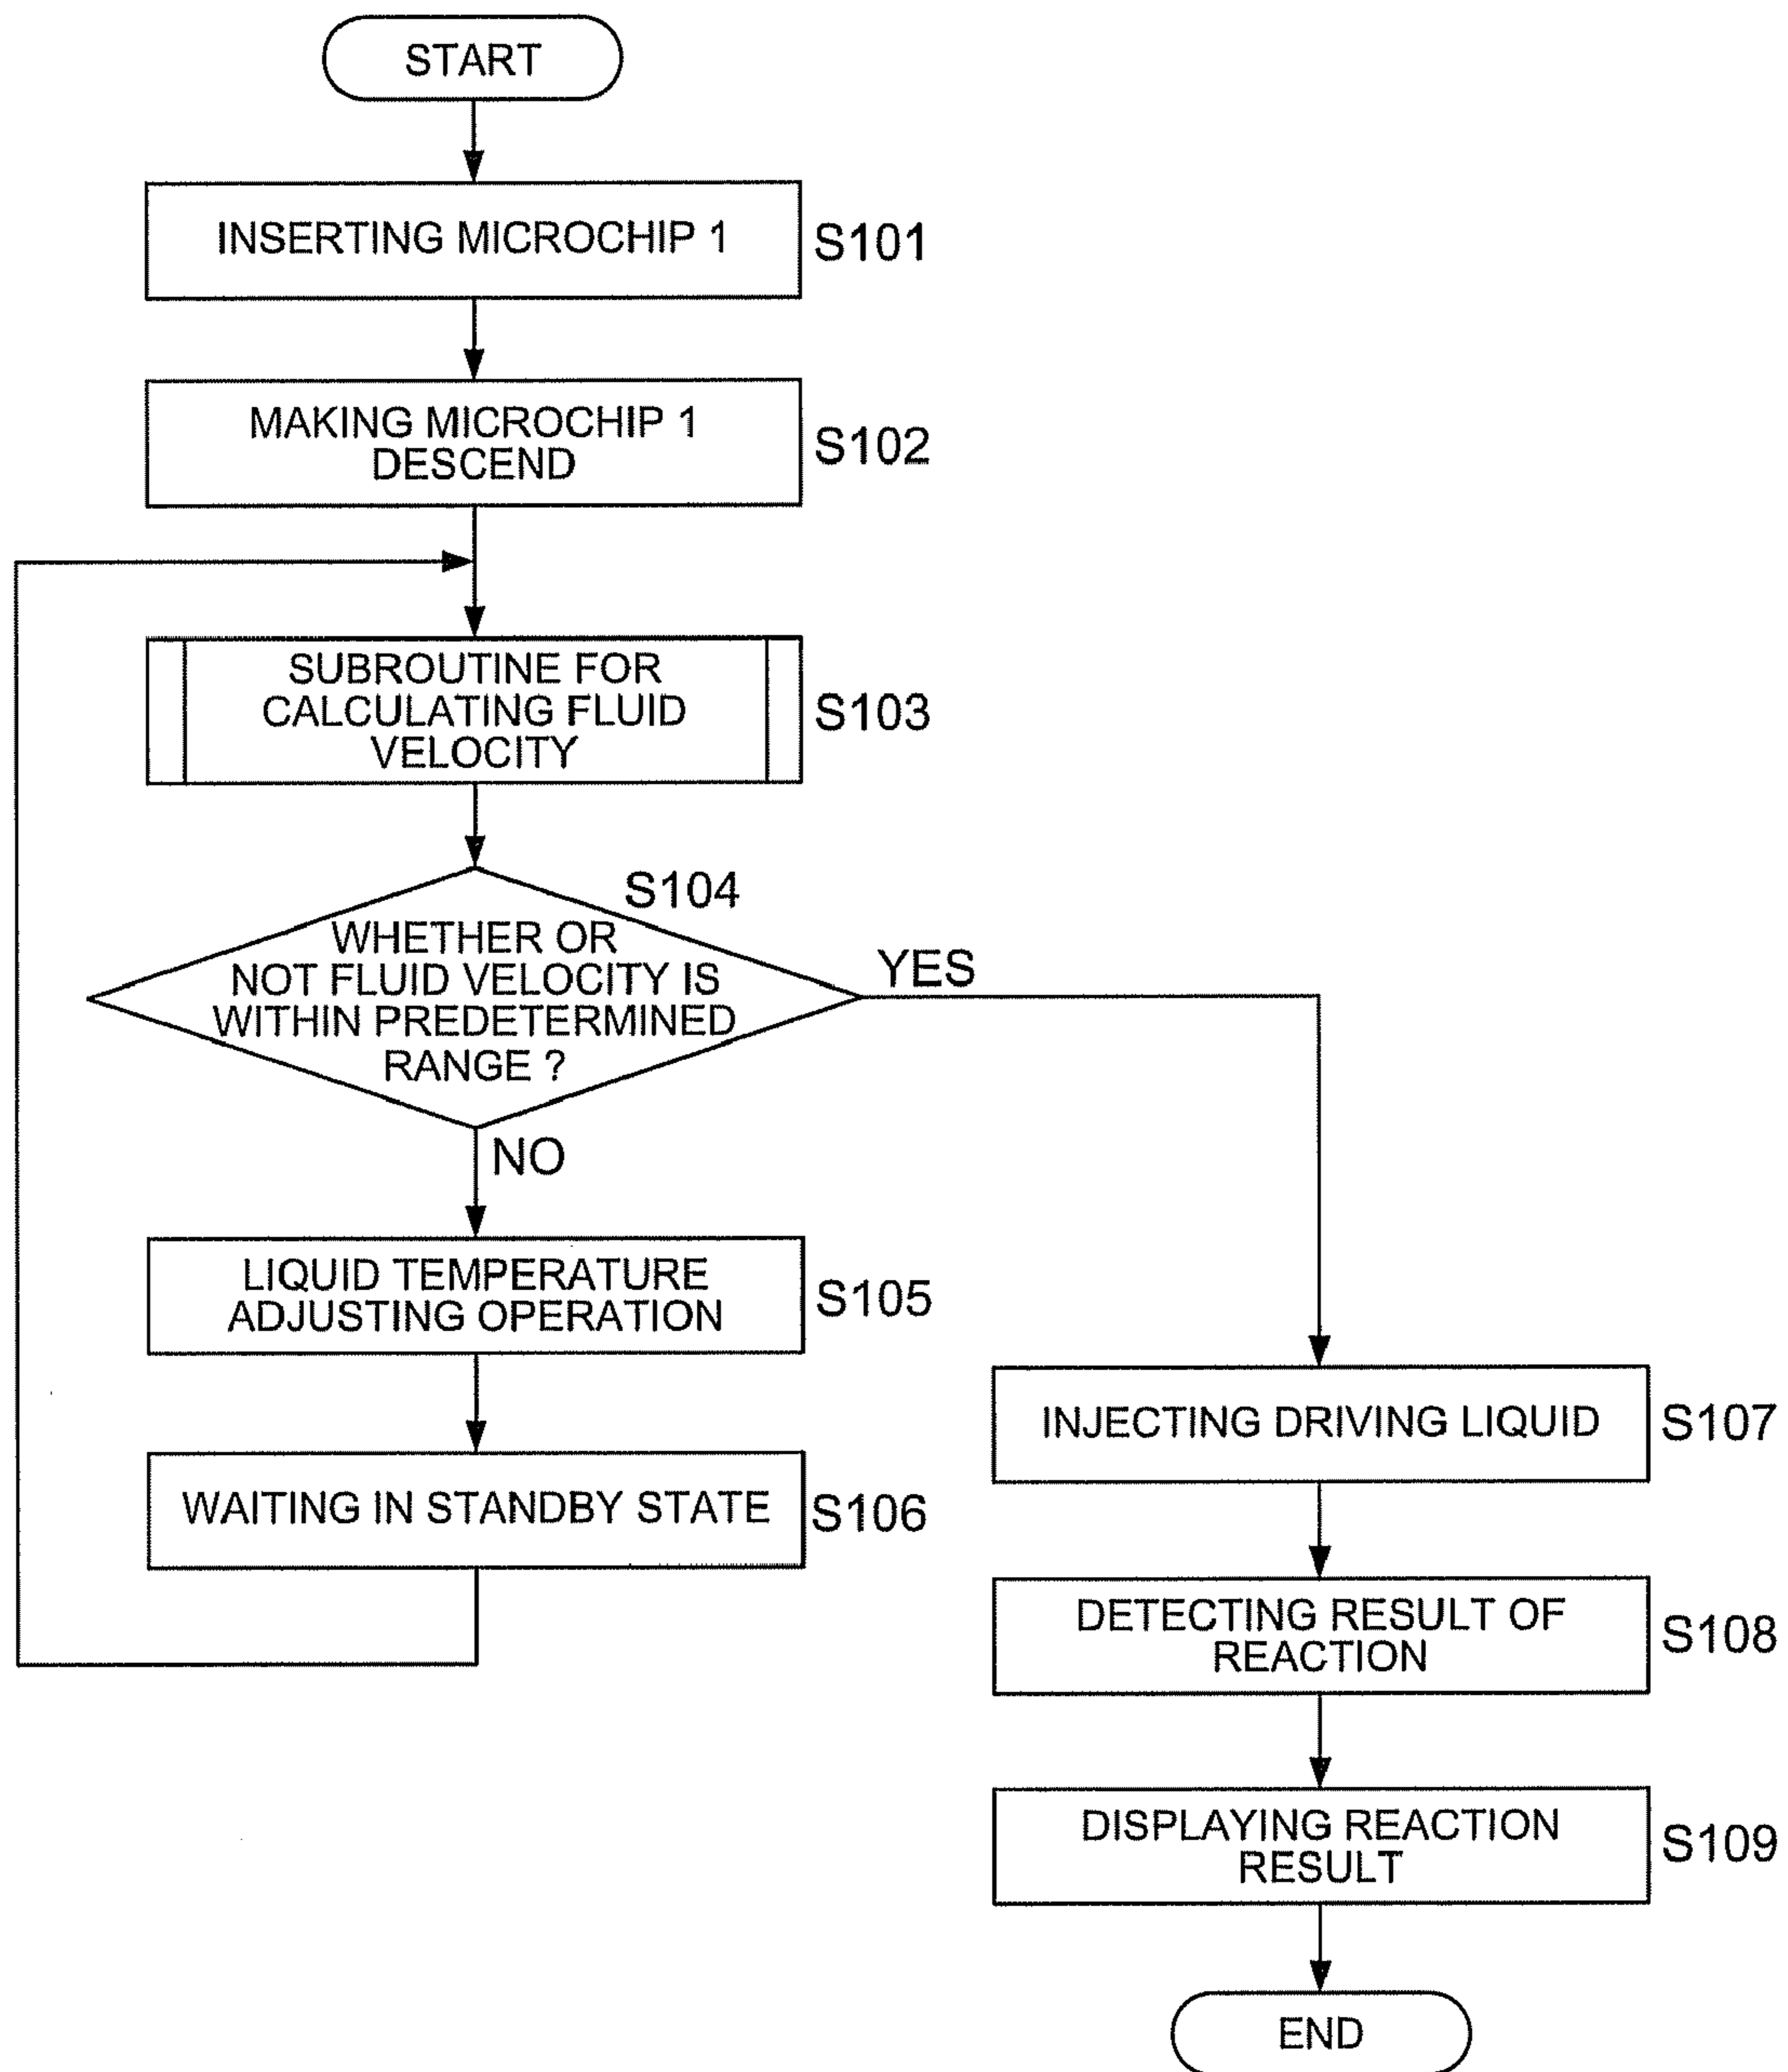 START
INSERTING MICROCHIP 1
S101
MAKING MICROCHIP 1
DESCEND
S102
SUBROUTINE FOR
CALCULATING FLUID
VELOCITY
S103
S104
WHETHER OR
NOT FLUID VELOCITY IS
WITHIN PREDETERMINED
RANGE ?
YES
NO
LIQUID TEMPERATURE
ADJUSTING OPERATION
S105
WAITING IN STANDBY STATE
S106
INJECTING DRIVING LIQUID
S107
DETECTING RESULT OF
REACTION
S108
DISPLAYING REACTION
RESULT
S109
END